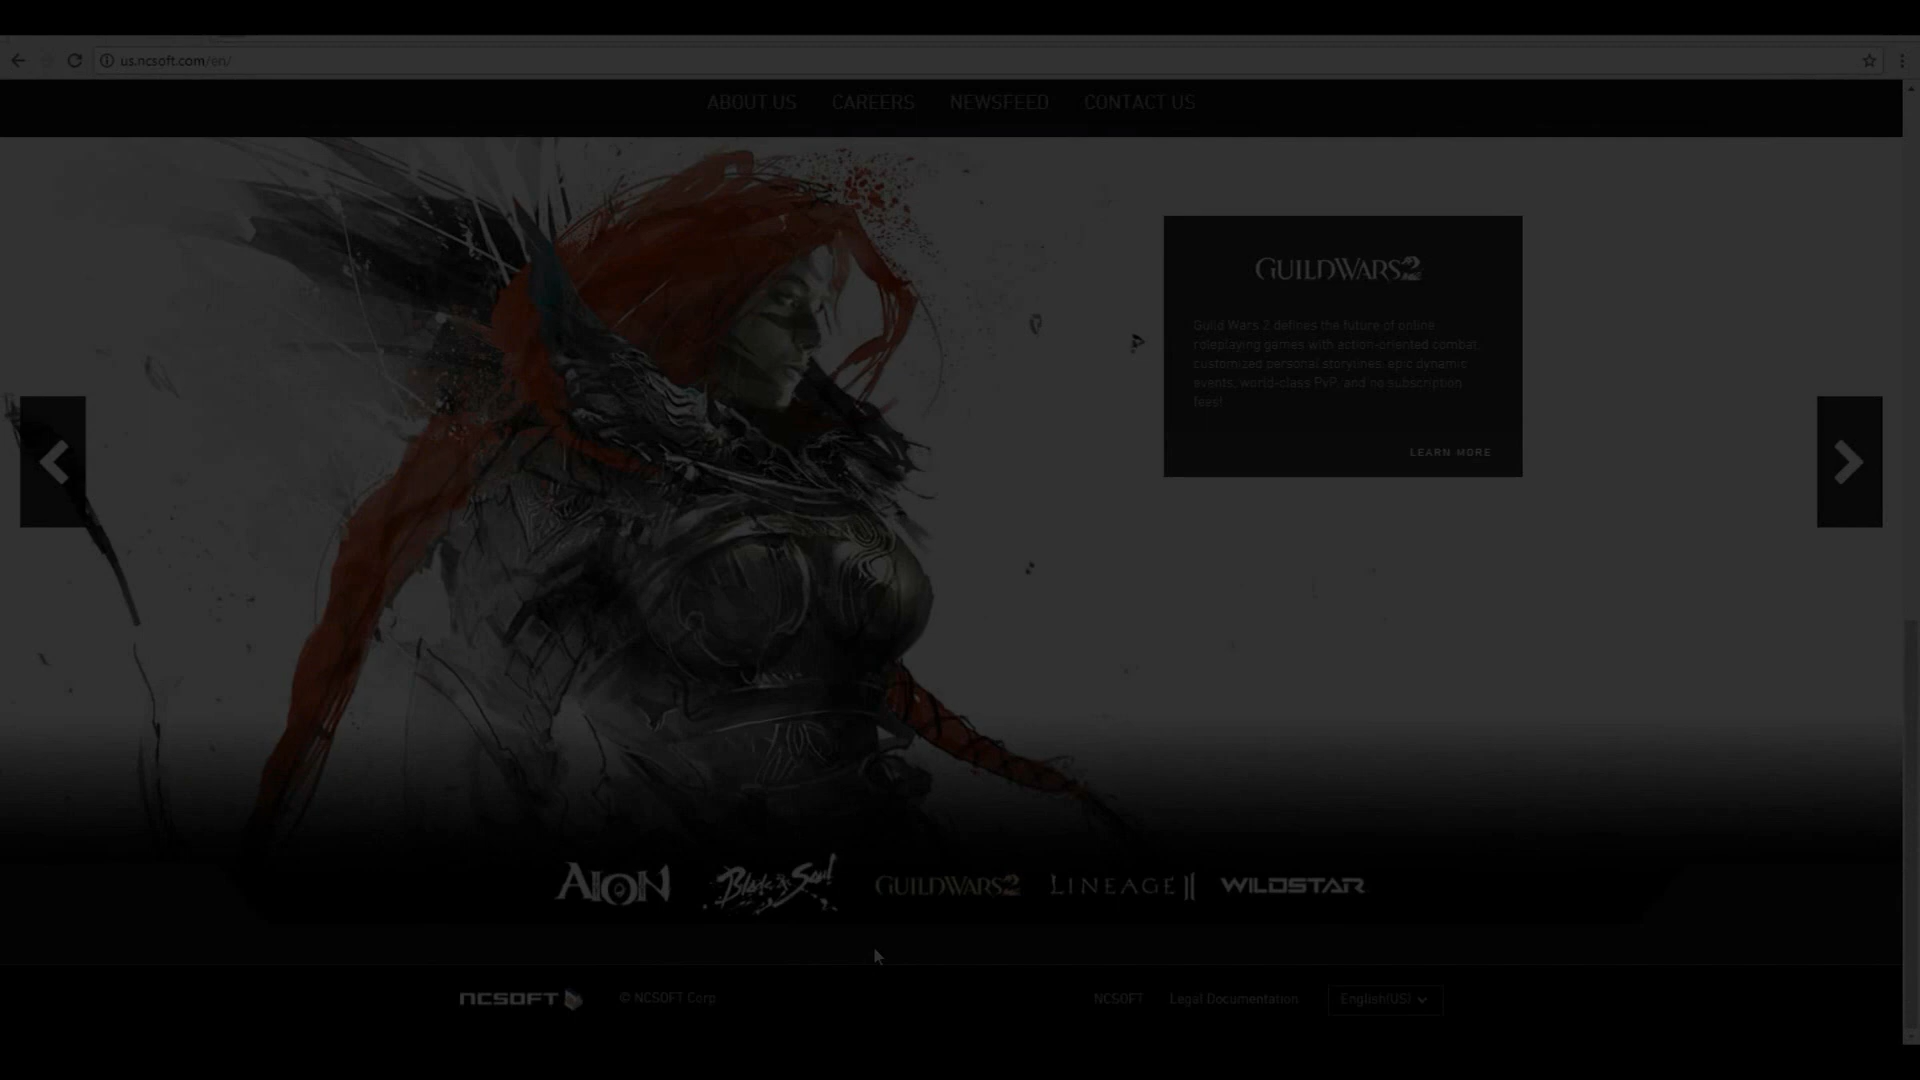 us.ncsoft.com/en/
ABOUT US CAREERS NEWSFEED CONTACT US
GUILDWARS2
Guild Wars 2 defines the future of online
roleplaying games with action-oriented combat,
customized personal storylines, epic dynamic
events, world-class PvP, and no subscription
fees!
LEARN MORE
AION Blade & Soul GUILDWARS2 LINEAGE II WILDSTAR
NCSOFT © NCSOFT Corp NCSOFT Legal Documentation English(US)